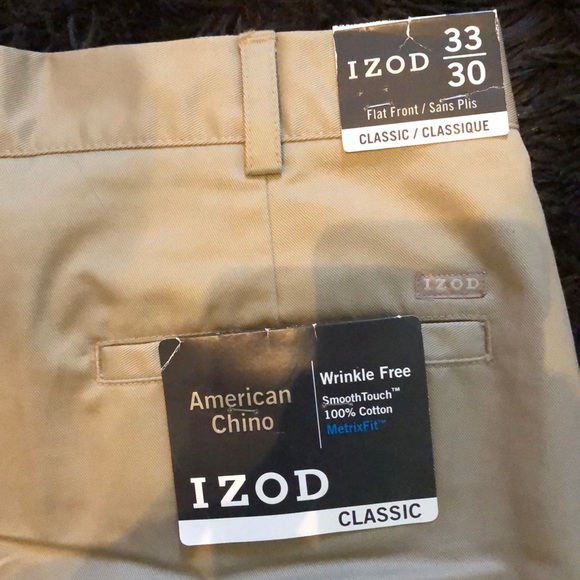 IZOD
33
30
Flat Front / Sans Plis
CLASSIC / CLASSIQUE
IZOD
American
Chino
Wrinkle Free
SmoothTouch™
100% Cotton
MetrixFit™
IZOD
CLASSIC